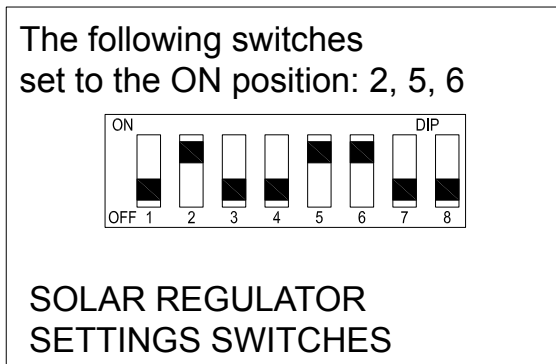 The following switches
set to the ON position: 2, 5, 6
ON DIP
OFF 1 2 3 4 5 6 7 8
SOLAR REGULATOR
SETTINGS SWITCHES